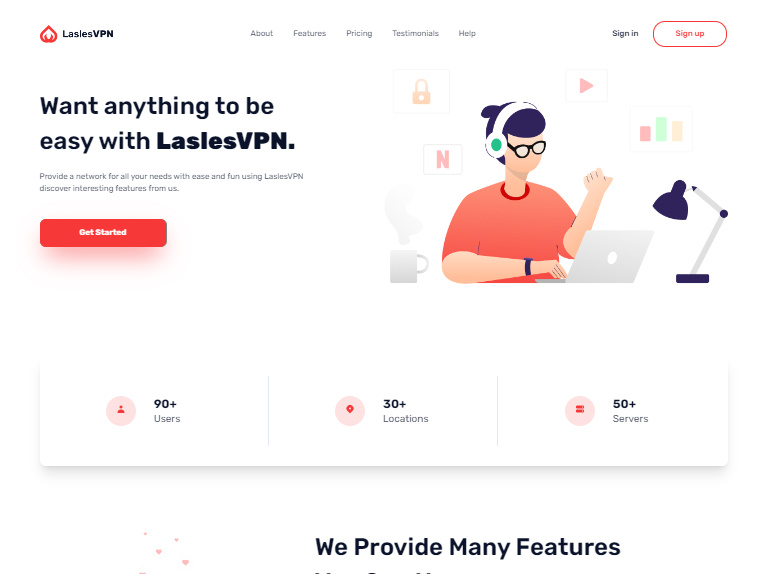 LaslesVPN
About Features Pricing Testimonials Help
Sign in Sign up
Want anything to be
easy with LaslesVPN.
Provide a network for all your needs with ease and fun using LaslesVPN
discover interesting features from us.
Get Started
N
90+
Users
30+
Locations
50+
Servers
We Provide Many Features